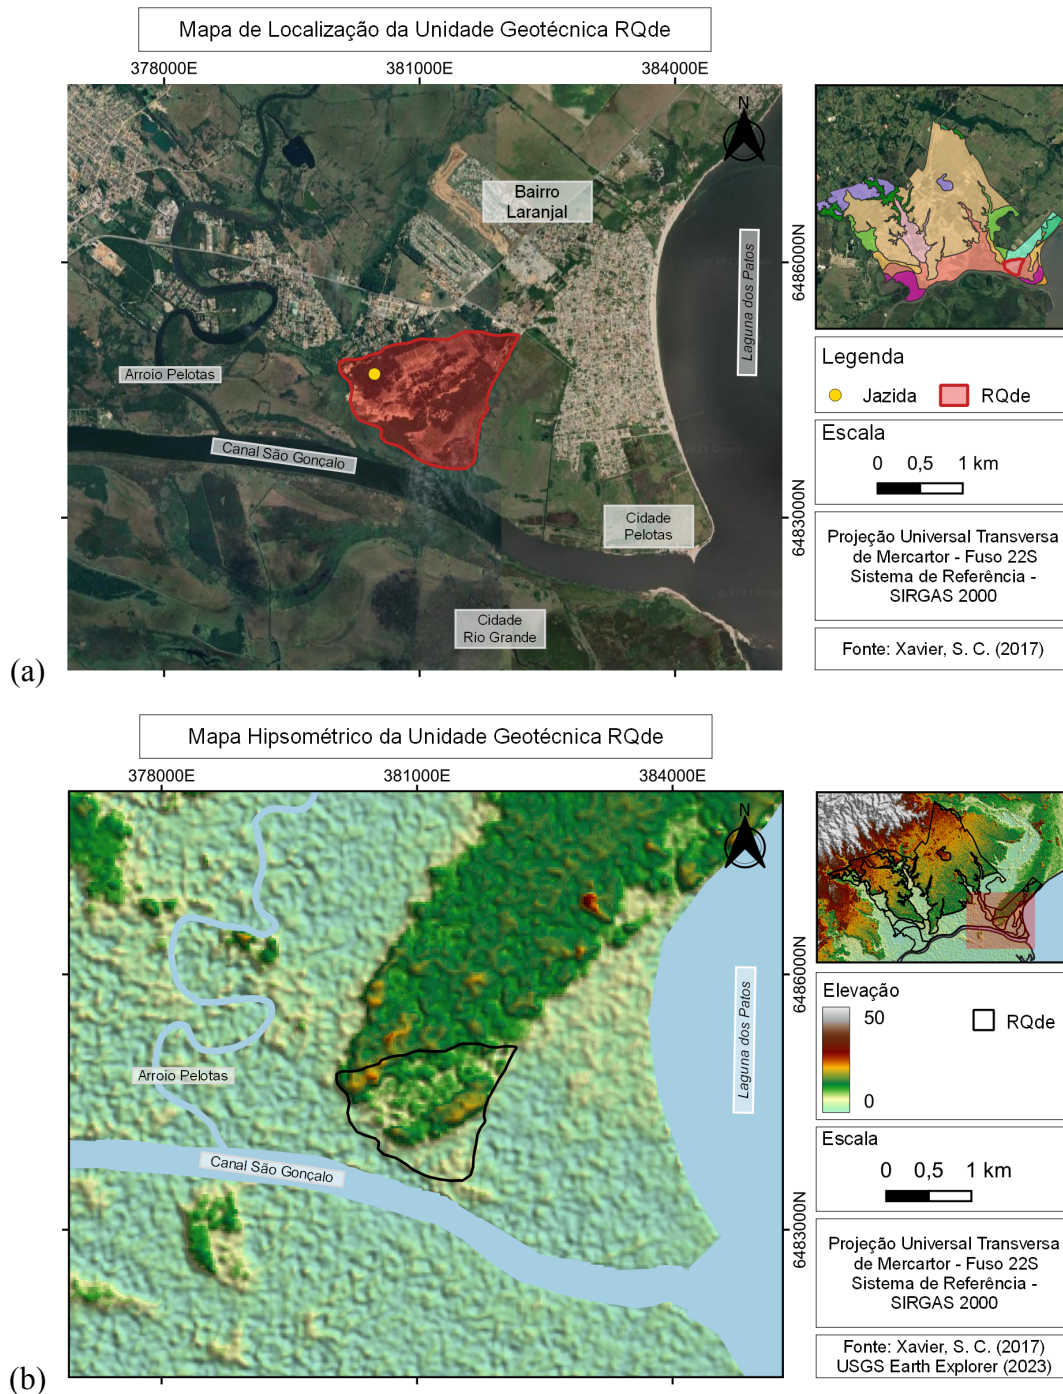 Mapa de Localização da Unidade Geotécnica RQde
378000E
381000E
384000E
N
Bairro
Laranjal
Laguna dos Patos
6486000N
Arroio Pelotas
Canal São Gonçalo
Cidade
Pelotas
6483000N
Cidade
Rio Grande
Legenda
Jazida
RQde
Escala
0 0,5 1 km
Projeção Universal Transversa
de Mercartor - Fuso 22S
Sistema de Referência -
SIRGAS 2000
Fonte: Xavier, S. C. (2017)
(a)
Mapa Hipsométrico da Unidade Geotécnica RQde
378000E
381000E
384000E
N
6486000N
Laguna dos Patos
Arroio Pelotas
Canal São Gonçalo
6483000N
Elevação
50
0
RQde
Escala
0 0,5 1 km
Projeção Universal Transversa
de Mercartor - Fuso 22S
Sistema de Referência -
SIRGAS 2000
Fonte: Xavier, S. C. (2017)
USGS Earth Explorer (2023)
(b)